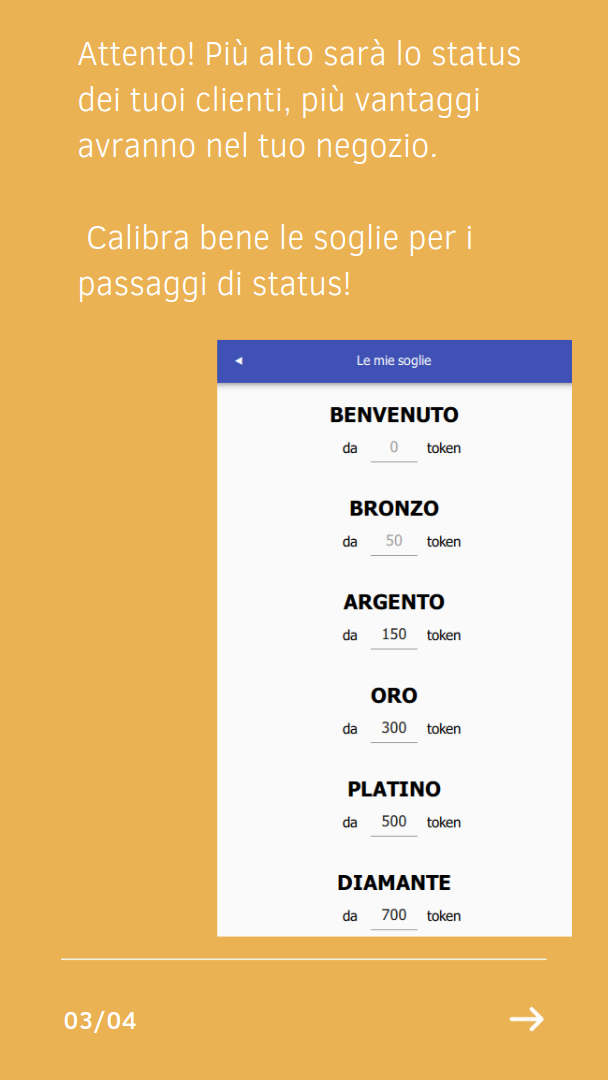 Attento! Più alto sarà lo status
dei tuoi clienti, più vantaggi
avranno nel tuo negozio.
Calibra bene le soglie per i
passaggi di status!
Le mie soglie
BENVENUTO
da 0 token
BRONZO
da 50 token
ARGENTO
da 150 token
ORO
da 300 token
PLATINO
da 500 token
DIAMANTE
da 700 token
03/04